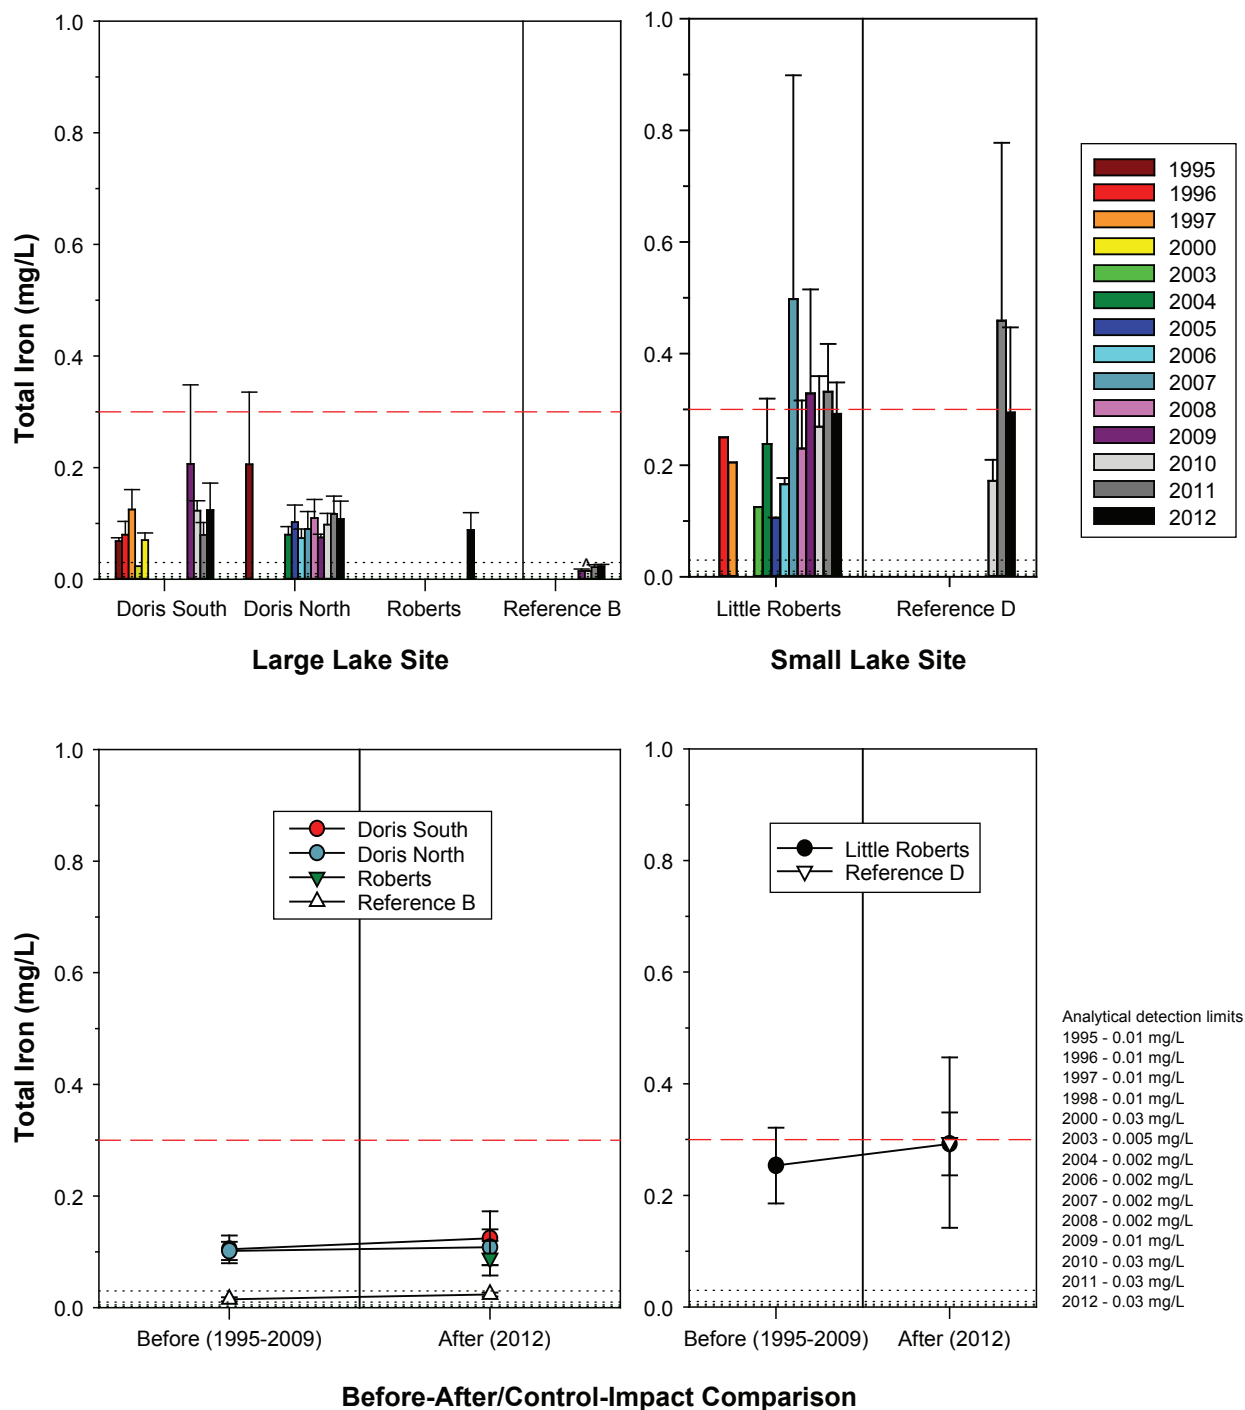 1.0
0.8
0.6
0.4
0.2
0.0
Total Iron (mg/L)
Doris South
Doris North
Roberts
Reference B
^
Large Lake Site
1.0
0.8
0.6
0.4
0.2
0.0
Little Roberts
Reference D
Small Lake Site
1995
1996
1997
2000
2003
2004
2005
2006
2007
2008
2009
2010
2011
2012
1.0
0.8
0.6
0.4
0.2
0.0
Total Iron (mg/L)
Doris South
Doris North
Roberts
Reference B
Before (1995-2009)
After (2012)
1.0
0.8
0.6
0.4
0.2
0.0
Little Roberts
Reference D
Before (1995-2009)
After (2012)
Analytical detection limits
1995 - 0.01 mg/L
1996 - 0.01 mg/L
1997 - 0.01 mg/L
1998 - 0.01 mg/L
2000 - 0.03 mg/L
2003 - 0.005 mg/L
2004 - 0.002 mg/L
2006 - 0.002 mg/L
2007 - 0.002 mg/L
2008 - 0.002 mg/L
2009 - 0.01 mg/L
2010 - 0.03 mg/L
2011 - 0.03 mg/L
2012 - 0.03 mg/L
Before-After/Control-Impact Comparison